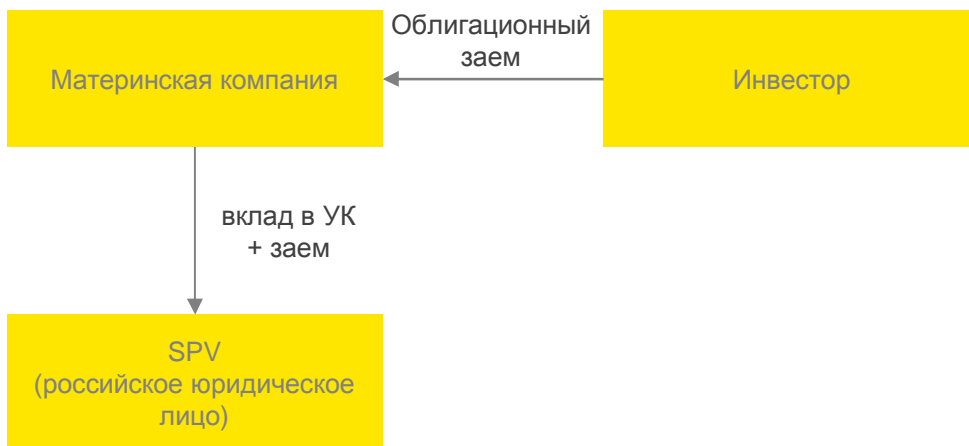 Облигационный
заем
Материнская компания
Инвестор
вклад в УК
+ заем
SPV
(российское юридическое
лицо)